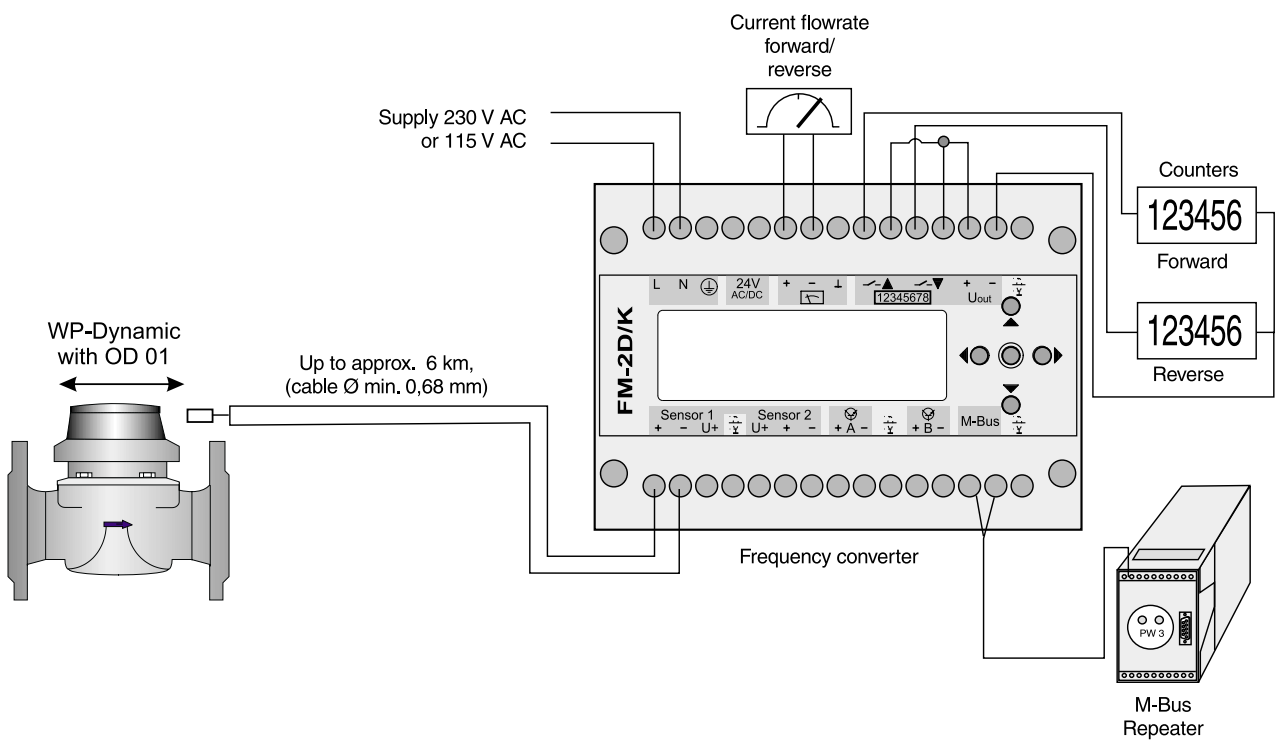 Current flowrate
forward/
reverse
Supply 230 V AC
or 115 V AC
Counters
123456
Forward
123456
Reverse
L N 24V + - ⊥ + -
AC/DC 12345678 Uout
FM-2D/K
Sensor 1 Sensor 2
+ - U+ U+ + - + A - + B - M-Bus
WP-Dynamic
with OD 01
Up to approx. 6 km,
(cable Ø min. 0,68 mm)
Frequency converter
PW 3
M-Bus
Repeater